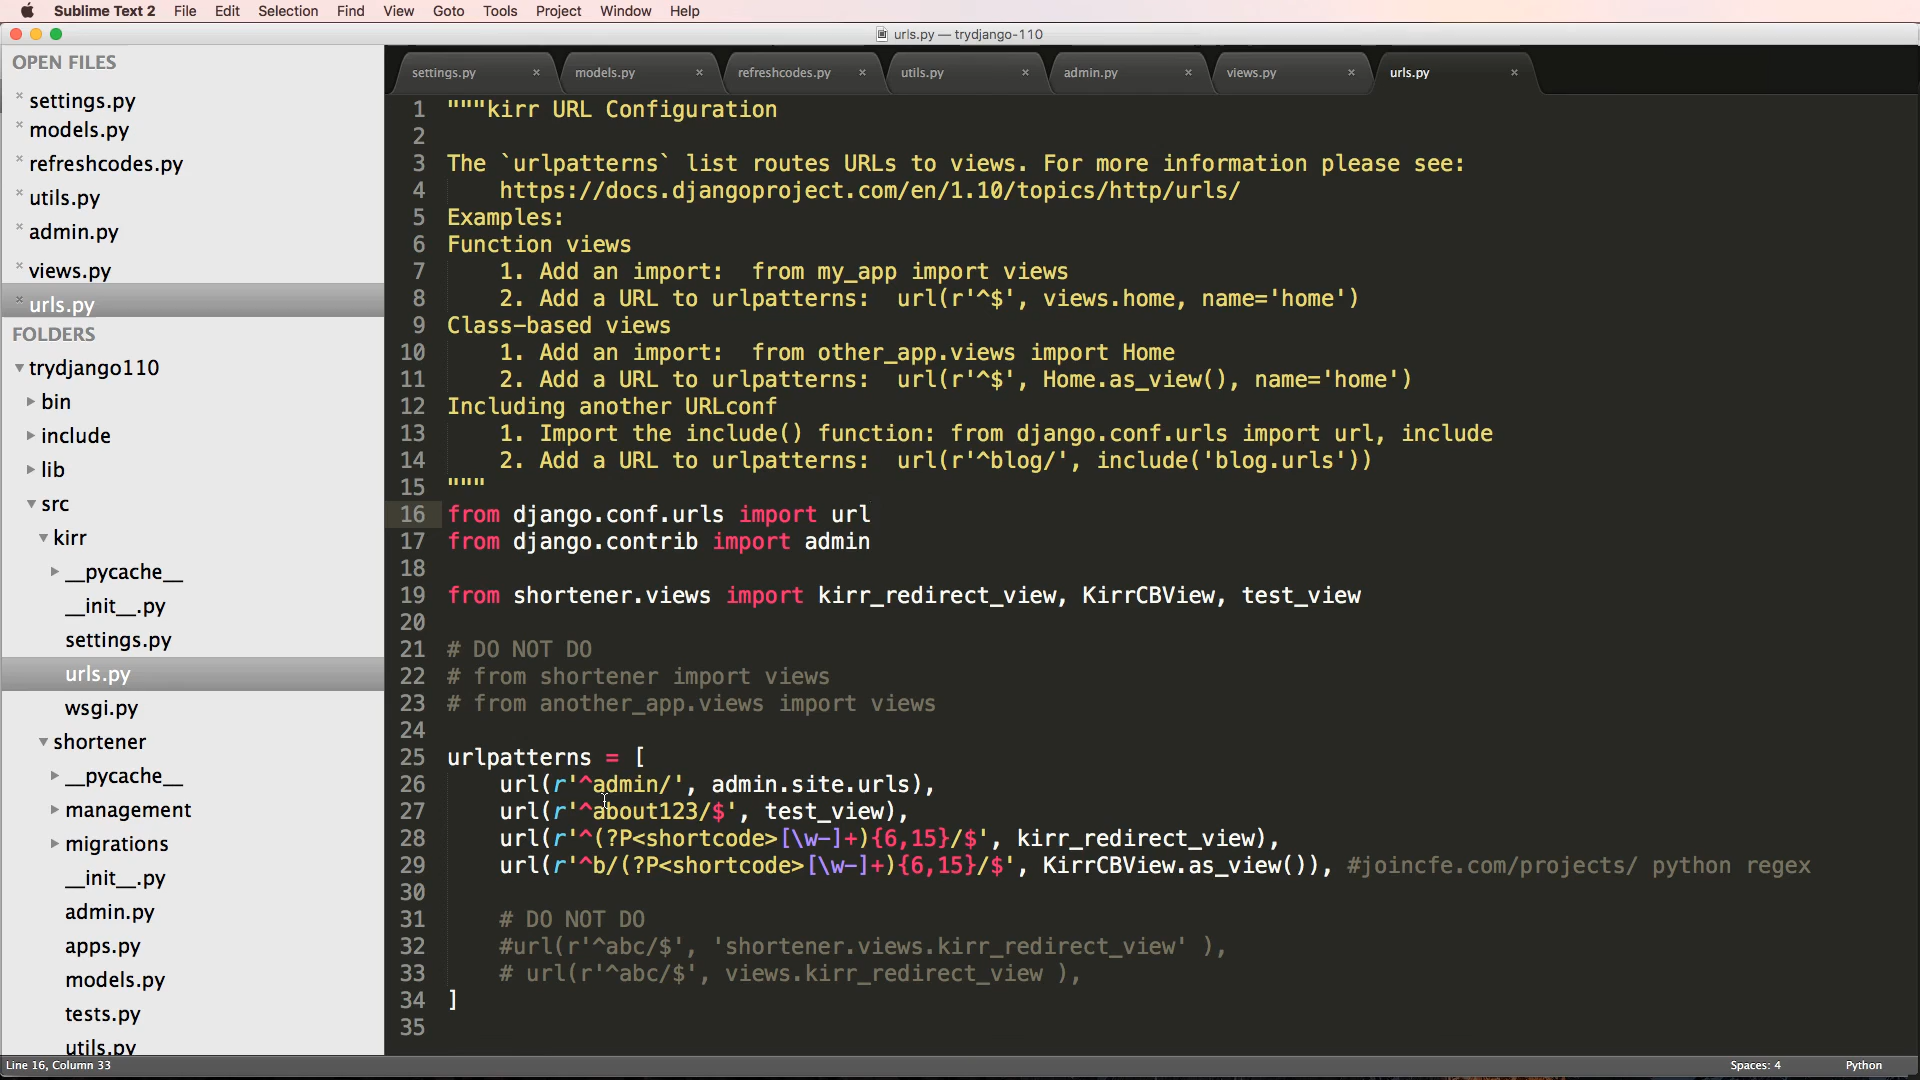 Sublime Text 2 File Edit Selection Find View Goto Tools Project Window Help
urls.py — trydjango-110
OPEN FILES
settings.py
models.py
refreshcodes.py
utils.py
admin.py
views.py
urls.py
FOLDERS
trydjango110
bin
include
lib
src
kirr
__pycache__
__init__.py
settings.py
urls.py
wsgi.py
shortener
__pycache__
management
migrations
__init__.py
admin.py
apps.py
models.py
tests.py
utils.py
settings.py models.py refreshcodes.py utils.py admin.py views.py urls.py
1 """kirr URL Configuration
2
3 The `urlpatterns` list routes URLs to views. For more information please see:
4 https://docs.djangoproject.com/en/1.10/topics/http/urls/
5 Examples:
6 Function views
7 1. Add an import:  from my_app import views
8 2. Add a URL to urlpatterns:  url(r'^$', views.home, name='home')
9 Class-based views
10 1. Add an import:  from other_app.views import Home
11 2. Add a URL to urlpatterns:  url(r'^$', Home.as_view(), name='home')
12 Including another URLconf
13 1. Import the include() function: from django.conf.urls import url, include
14 2. Add a URL to urlpatterns:  url(r'^blog/', include('blog.urls'))
15 """
16 from django.conf.urls import url
17 from django.contrib import admin
18
19 from shortener.views import kirr_redirect_view, KirrCBView, test_view
20
21 # DO NOT DO
22 # from shortener import views
23 # from another_app.views import views
24
25 urlpatterns = [
26 url(r'^admin/', admin.site.urls),
27 url(r'^about123/$', test_view),
28 url(r'^(?P<shortcode>[\w-]+){6,15}/$', kirr_redirect_view),
29 url(r'^b/(?P<shortcode>[\w-]+){6,15}/$', KirrCBView.as_view()), #joincfe.com/projects/ python regex
30
31 # DO NOT DO
32 #url(r'^abc/$', 'shortener.views.kirr_redirect_view' ),
33 # url(r'^abc/$', views.kirr_redirect_view ),
34 ]
35
Line 16, Column 33 Spaces: 4 Python